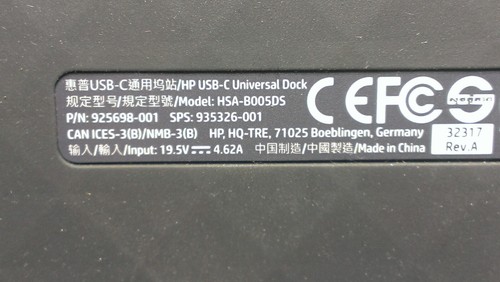 惠普USB-C通用坞站/HP USB-C Universal Dock
规定型号/規定型號/Model: HSA-B005DS
P/N: 925698-001 SPS: 935326-001
CAN ICES-3(B)/NMB-3(B) HP, HQ-TRE, 71025 Boeblingen, Germany
输入/輸入/Input: 19.5V⎓4.62A 中国制造/中國製造/Made in China
CE FC
32317
Rev.A